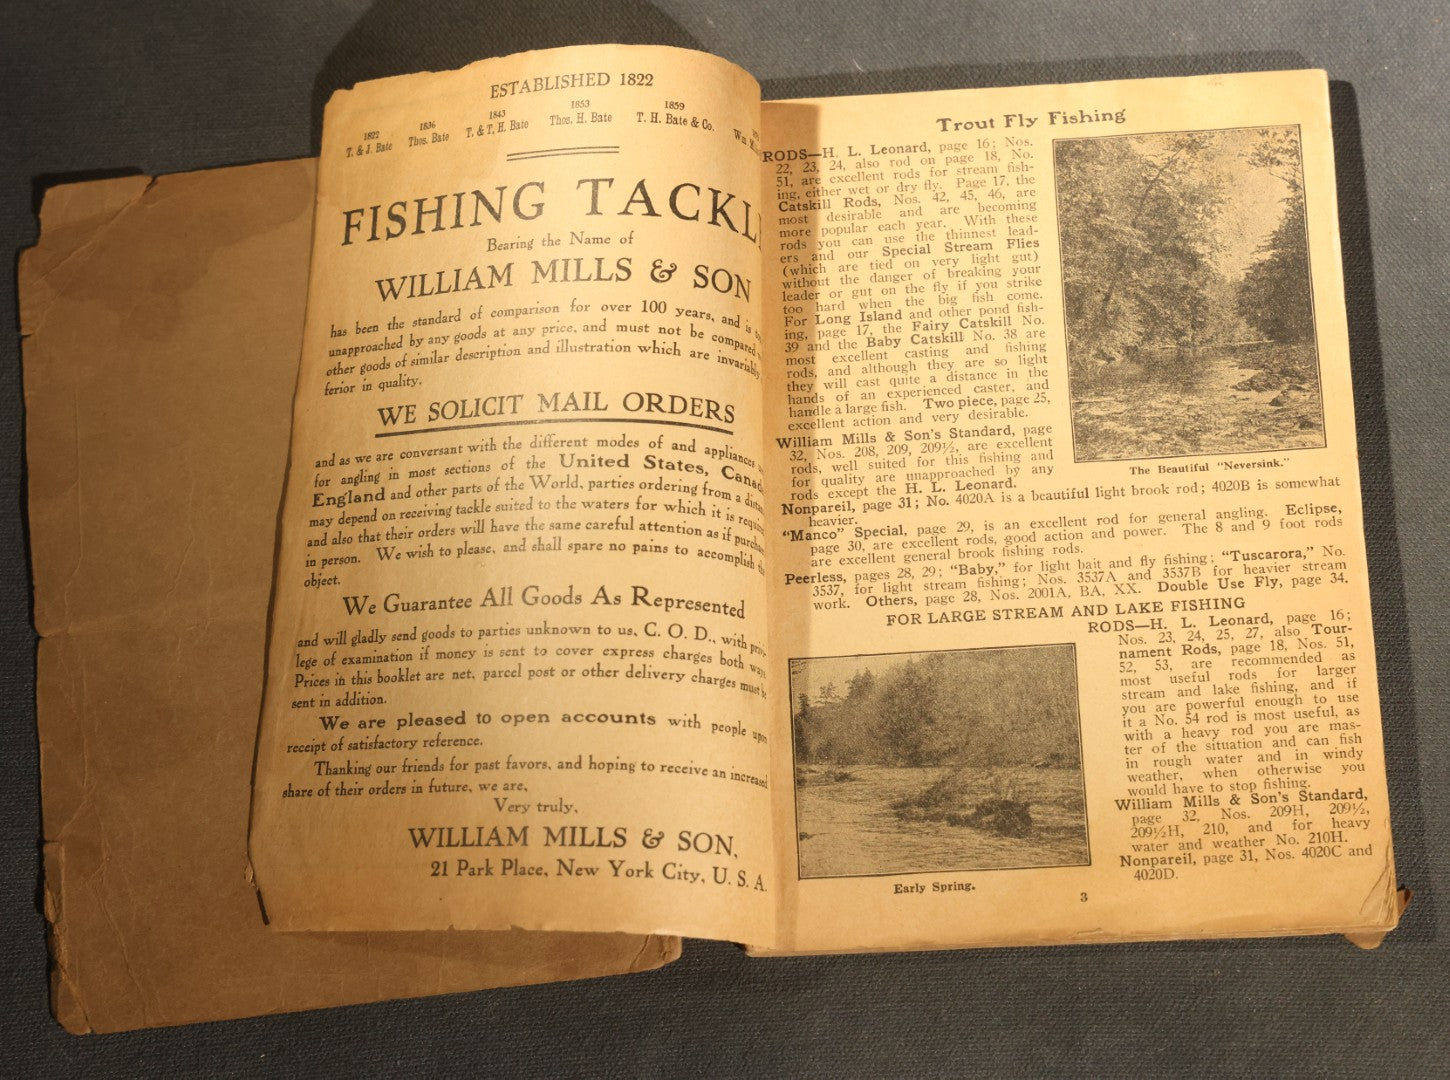 ESTABLISHED 1822
1822 1836 1843 1853 1859
T. & J. Bate Thos. Bate T. & T. H. Bate Thos. H. Bate T. H. Bate & Co. Wm.
FISHING TACKL
Bearing the Name of
WILLIAM MILLS & SON
has been the standard of comparison for over 100 years, and is
unapproached by any goods at any price, and must not be compared
other goods of similar description and illustration which are invariably
ferior in quality.
WE SOLICIT MAIL ORDERS
and as we are conversant with the different modes of and appliances
for angling in most sections of the United States, Canad
England and other parts of the World, parties ordering from a dista
may depend on receiving tackle suited to the waters for which it is requir
and also that their orders will have the same careful attention as if purch
in person. We wish to please, and shall spare no pains to accomplish the
object.
We Guarantee All Goods As Represented
and will gladly send goods to parties unknown to us, C. O. D., with privi-
lege of examination if money is sent to cover express charges both ways
Prices in this booklet are net, parcel post or other delivery charges must be
sent in addition.
We are pleased to open accounts with people upon
receipt of satisfactory reference.
Thanking our friends for past favors, and hoping to receive an increased
share of their orders in future, we are,
Very truly,
WILLIAM MILLS & SON,
21 Park Place, New York City, U. S. A.
Trout Fly Fishing
RODS—H. L. Leonard, page 16; Nos.
22, 23, 24, also rod on page 18, No.
51, are excellent rods for stream fish-
ing, either wet or dry fly. Page 17, the
Catskill Rods, Nos. 42, 45, 46, are
most desirable and are becoming
more popular each year. With these
rods you can use the thinnest lead-
ers and our Special Stream Flies
(which are tied on very light gut)
without the danger of breaking your
leader or gut on the fly if you strike
too hard when the big fish come.
For Long Island and other pond fish-
ing, page 17, the Fairy Catskill No.
39 and the Baby Catskill No. 38 are
most excellent casting and fishing
rods, and although they are so light
they will cast quite a distance in the
hands of an experienced caster, and
handle a large fish. Two piece, page 25,
excellent action and very desirable.
William Mills & Son's Standard, page
32, Nos. 208, 209, 209½, are excellent
rods, well suited for this fishing and
for quality are unapproached by any
rods except the H. L. Leonard.
The Beautiful "Neversink."
Nonpareil, page 31; No. 4020A is a beautiful light brook rod; 4020B is somewhat
heavier.
"Manco" Special, page 29, is an excellent rod for general angling. Eclipse,
page 30, are excellent rods, good action and power. The 8 and 9 foot rods
are excellent general brook fishing rods.
Peerless, pages 28, 29; "Baby," for light bait and fly fishing; "Tuscarora," No.
3537, for light stream fishing; Nos. 3537A and 3537B for heavier stream
work. Others, page 28, Nos. 2001A, BA, XX. Double Use Fly, page 34.
FOR LARGE STREAM AND LAKE FISHING
RODS—H. L. Leonard, page 16;
Nos. 23, 24, 25, 27, also Tour-
nament Rods, page 18, Nos. 51,
52, 53, are recommended as
most useful rods for larger
stream and lake fishing, and if
you are powerful enough to use
it a No. 54 rod is most useful, as
with a heavy rod you are mas-
ter of the situation and can fish
in rough water and in windy
weather, when otherwise you
would have to stop fishing.
William Mills & Son's Standard,
page 32, Nos. 209H, 209½,
209½H, 210, and for heavy
water and weather No. 210H.
Nonpareil, page 31, Nos. 4020C and
4020D.
Early Spring.
3